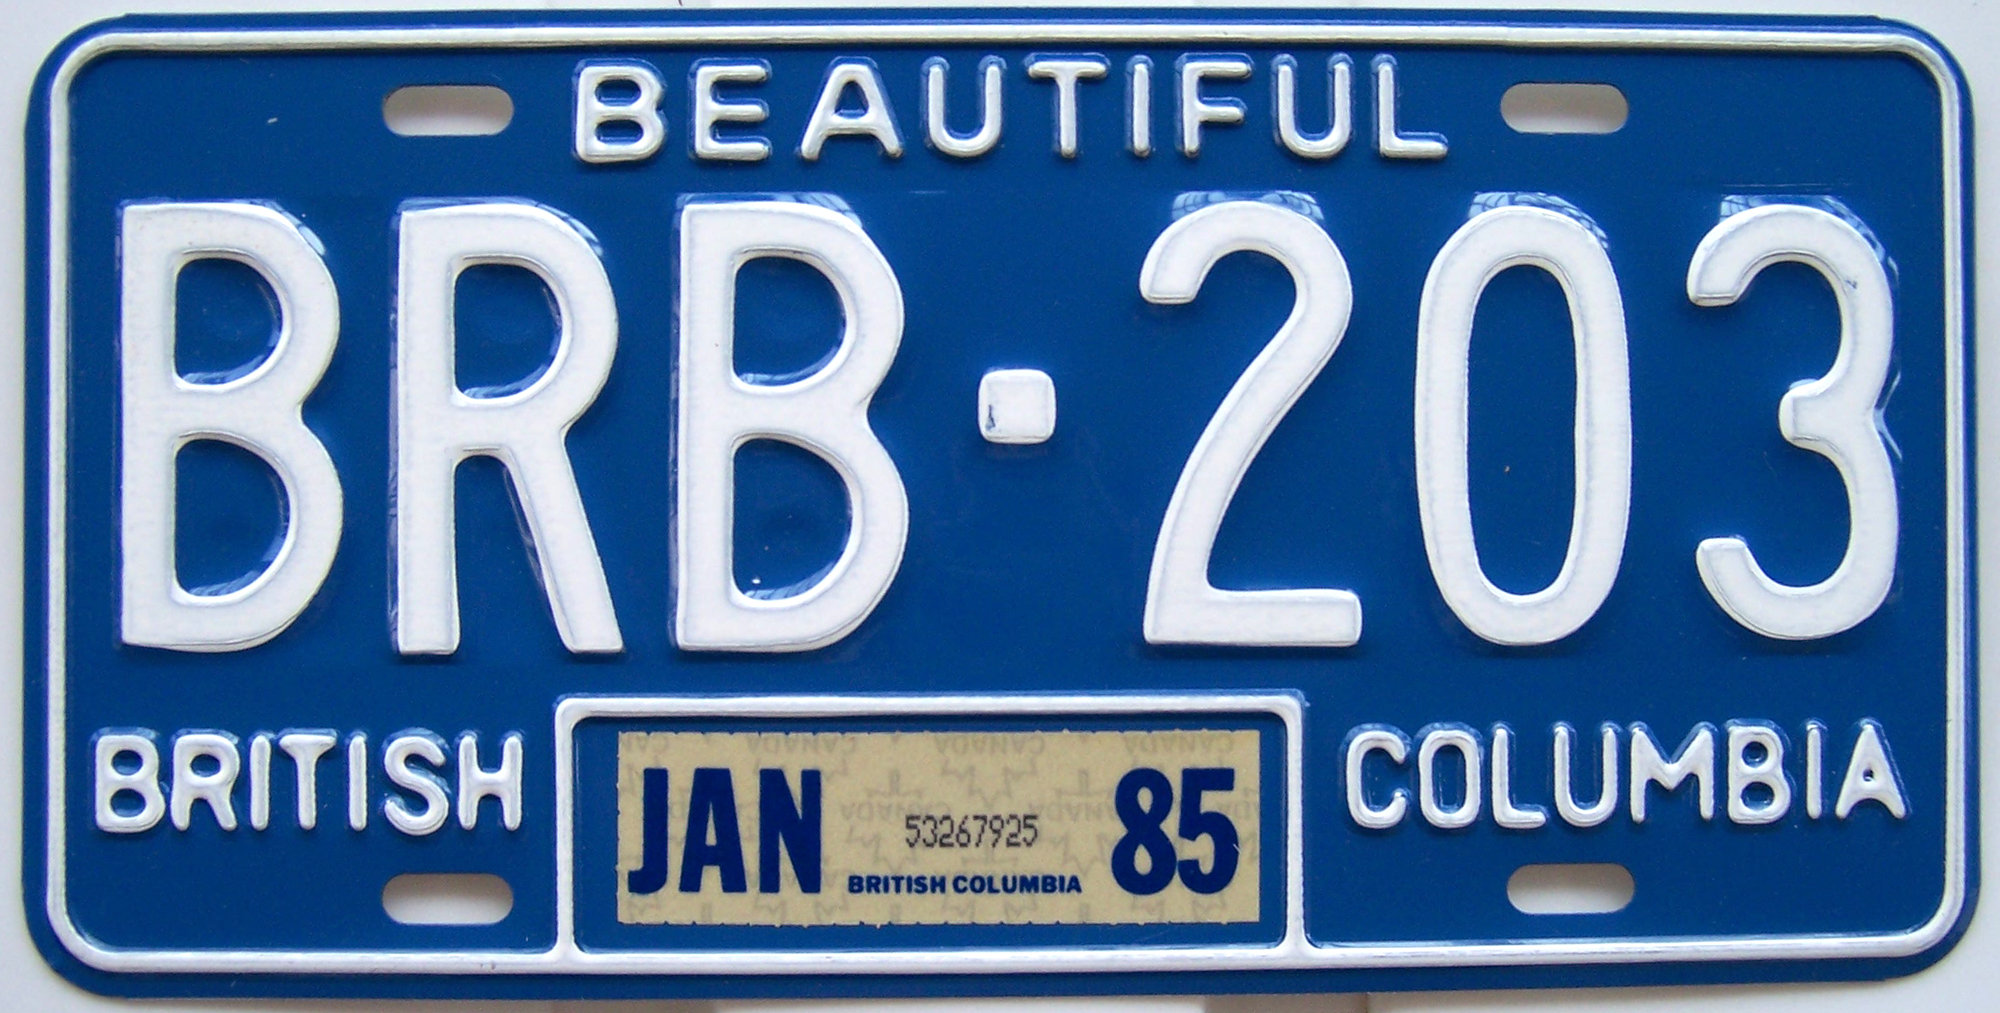 BEAUTIFUL
BRB·203
BRITISH COLUMBIA
JAN 53267925 85
BRITISH COLUMBIA